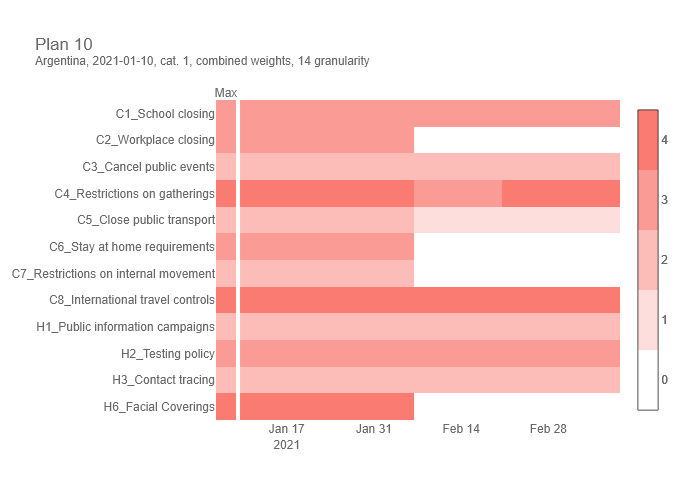 Plan 10
Argentina, 2021-01-10, cat. 1, combined weights, 14 granularity
Max
C1_School closing
C2_Workplace closing
C3_Cancel public events
C4_Restrictions on gatherings
C5_Close public transport
C6_Stay at home requirements
C7_Restrictions on internal movement
C8_International travel controls
H1_Public information campaigns
H2_Testing policy
H3_Contact tracing
H6_Facial Coverings
4
3
2
1
0
Jan 17 Jan 31 Feb 14 Feb 28
2021